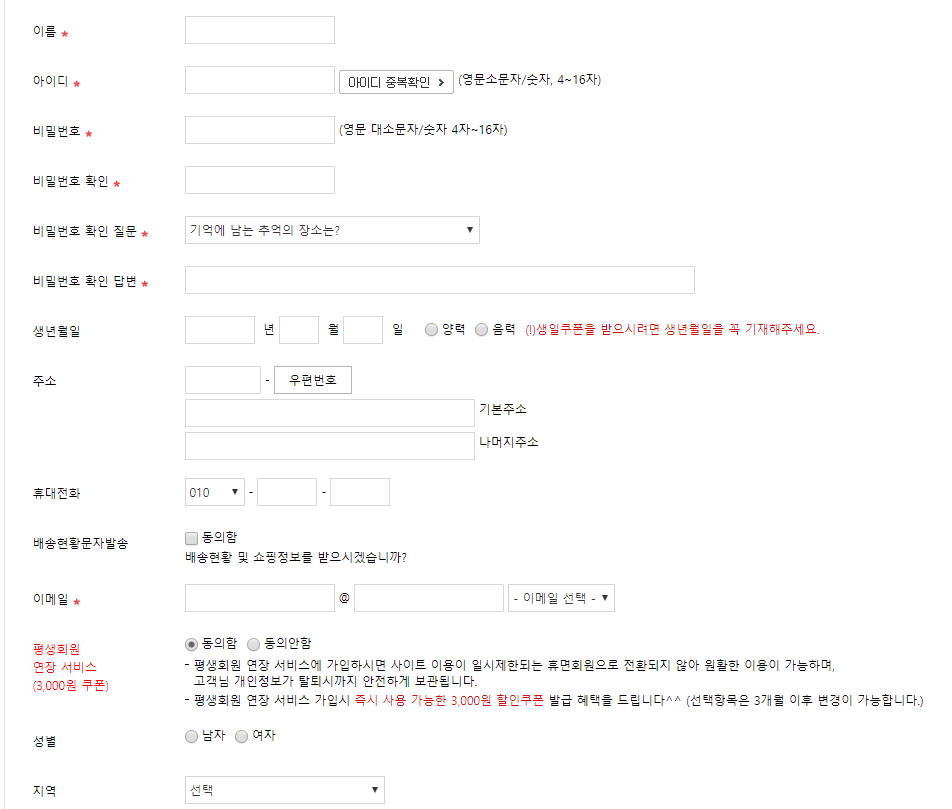 이름 *
아이디 * 아이디 중복확인 > (영문소문자/숫자, 4~16자)
비밀번호 * (영문 대소문자/숫자 4자~16자)
비밀번호 확인 *
비밀번호 확인 질문 * 기억에 남는 추억의 장소는?
비밀번호 확인 답변 *
생년월일 년 월 일 양력 음력 (!)생일쿠폰을 받으시려면 생년월일을 꼭 기재해주세요.
주소 - 우편번호
기본주소
나머지주소
휴대전화 010 - -
배송현황문자발송 동의함
배송현황 및 쇼핑정보를 받으시겠습니까?
이메일 * @ - 이메일 선택 -
평생회원 동의함 동의안함
연장 서비스 - 평생회원 연장 서비스에 가입하시면 사이트 이용이 일시제한되는 휴면회원으로 전환되지 않아 원활한 이용이 가능하며,
(3,000원 쿠폰) 고객님 개인정보가 탈퇴시까지 안전하게 보관됩니다.
- 평생회원 연장 서비스 가입시 즉시 사용 가능한 3,000원 할인쿠폰 발급 혜택을 드립니다^^ (선택항목은 3개월 이후 변경이 가능합니다.)
성별 남자 여자
지역 선택